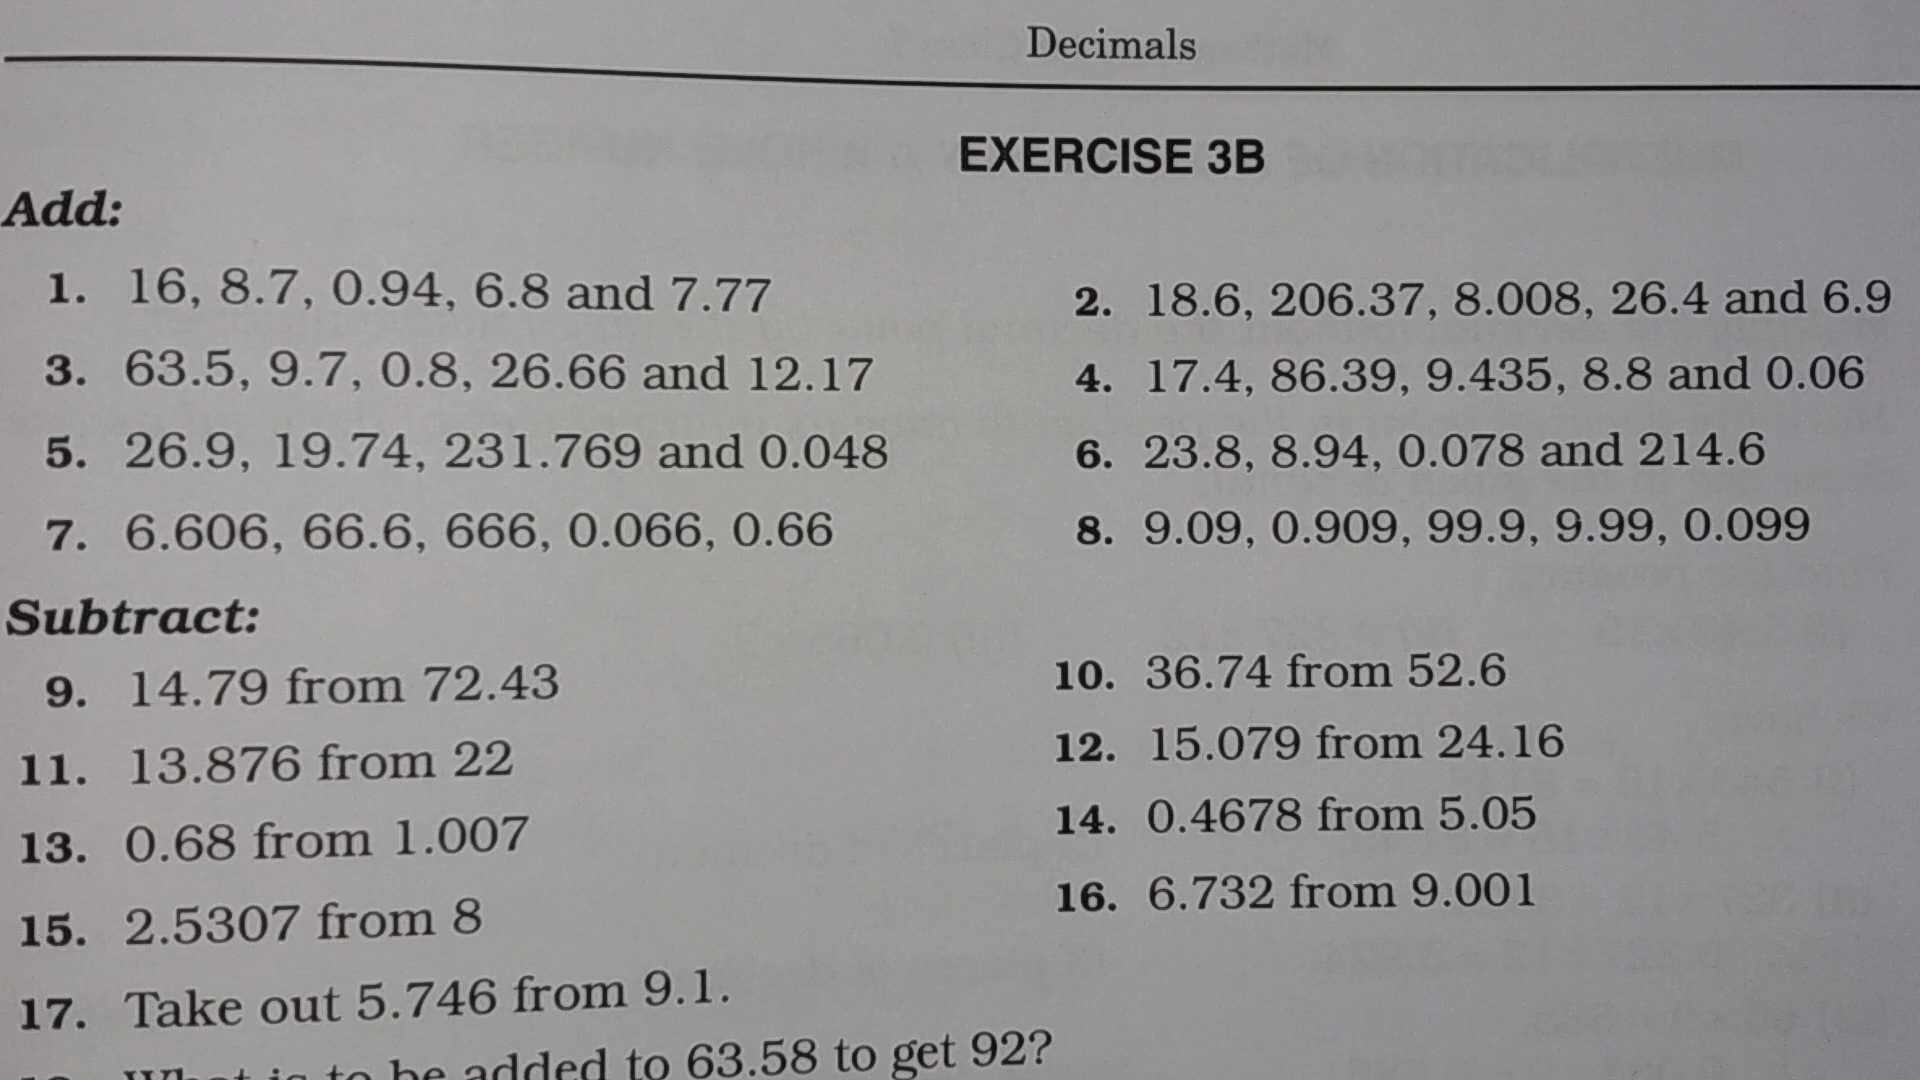 Decimals
EXERCISE 3B
Add:
1. 16, 8.7, 0.94, 6.8 and 7.77
2. 18.6, 206.37, 8.008, 26.4 and 6.9
3. 63.5, 9.7, 0.8, 26.66 and 12.17
4. 17.4, 86.39, 9.435, 8.8 and 0.06
5. 26.9, 19.74, 231.769 and 0.048
6. 23.8, 8.94, 0.078 and 214.6
7. 6.606, 66.6, 666, 0.066, 0.66
8. 9.09, 0.909, 99.9, 9.99, 0.099
Subtract:
9. 14.79 from 72.43
10. 36.74 from 52.6
11. 13.876 from 22
12. 15.079 from 24.16
13. 0.68 from 1.007
14. 0.4678 from 5.05
15. 2.5307 from 8
16. 6.732 from 9.001
17. Take out 5.746 from 9.1.
What is to be added to 63.58 to get 92?